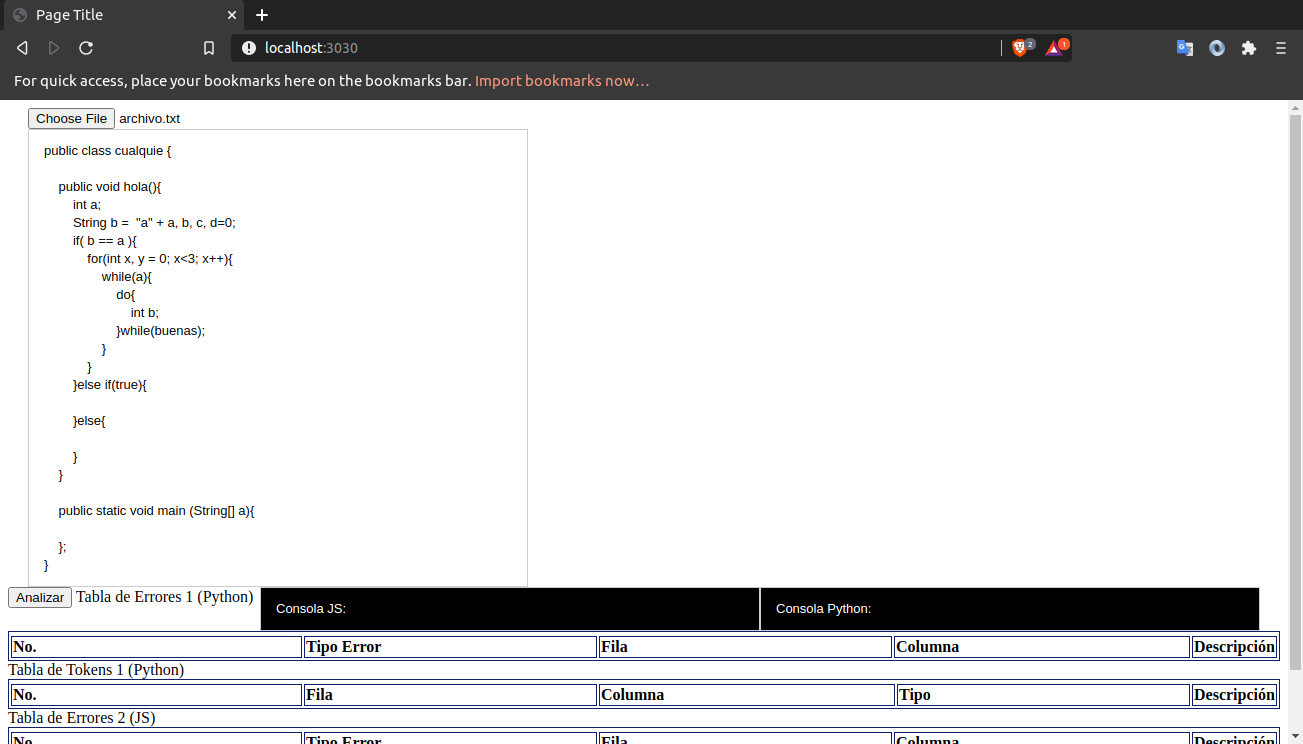 Page Title
localhost:3030
2
1
For quick access, place your bookmarks here on the bookmarks bar. Import bookmarks now…
Choose File archivo.txt
public class cualquie {
public void hola(){
int a;
String b =  "a" + a, b, c, d=0;
if( b == a ){
for(int x, y = 0; x<3; x++){
while(a){
do{
int b;
}while(buenas);
}
}
}else if(true){
}else{
}
}
public static void main (String[] a){
};
}
Analizar Tabla de Errores 1 (Python) Consola JS: Consola Python:
No. Tipo Error Fila Columna Descripción
Tabla de Tokens 1 (Python)
No. Fila Columna Tipo Descripción
Tabla de Errores 2 (JS)
No. Tipo Error Fila Columna Descripción